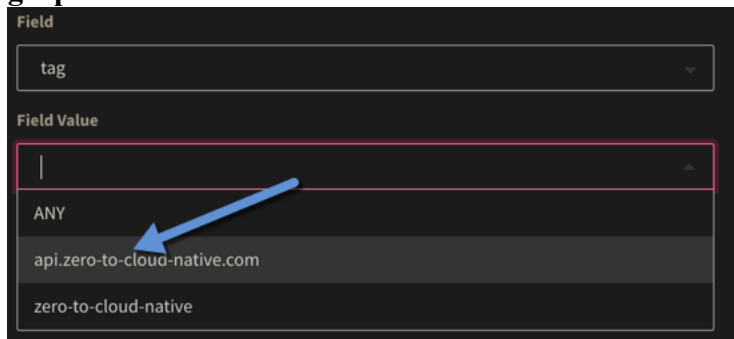 Field
tag
Field Value
ANY
api.zero-to-cloud-native.com
zero-to-cloud-native